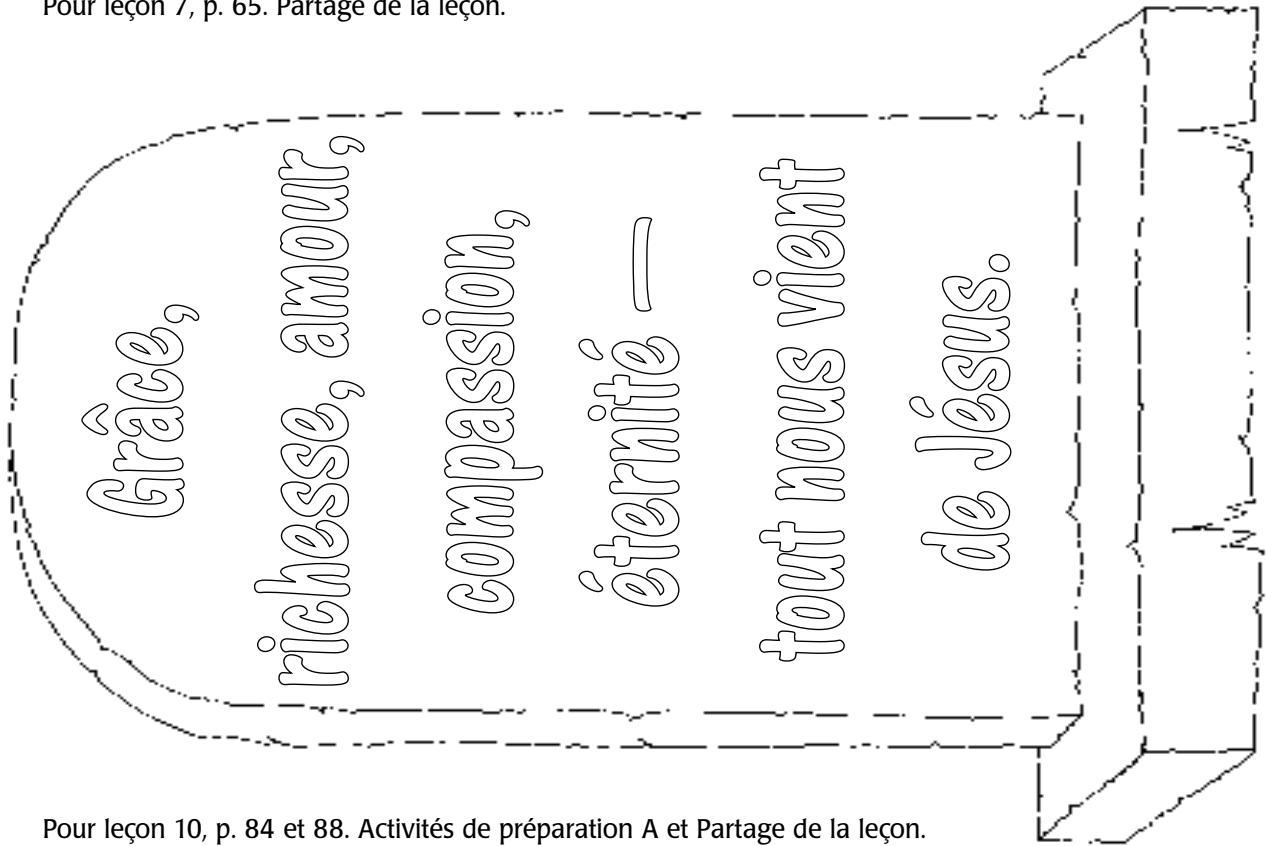 Pour leçon 7, p. 65. Partage de la leçon.
Grâce,
richesse, amour,
compassion,
éternité –
tout nous vient
de Jésus.
Pour leçon 10, p. 84 et 88. Activités de préparation A et Partage de la leçon.